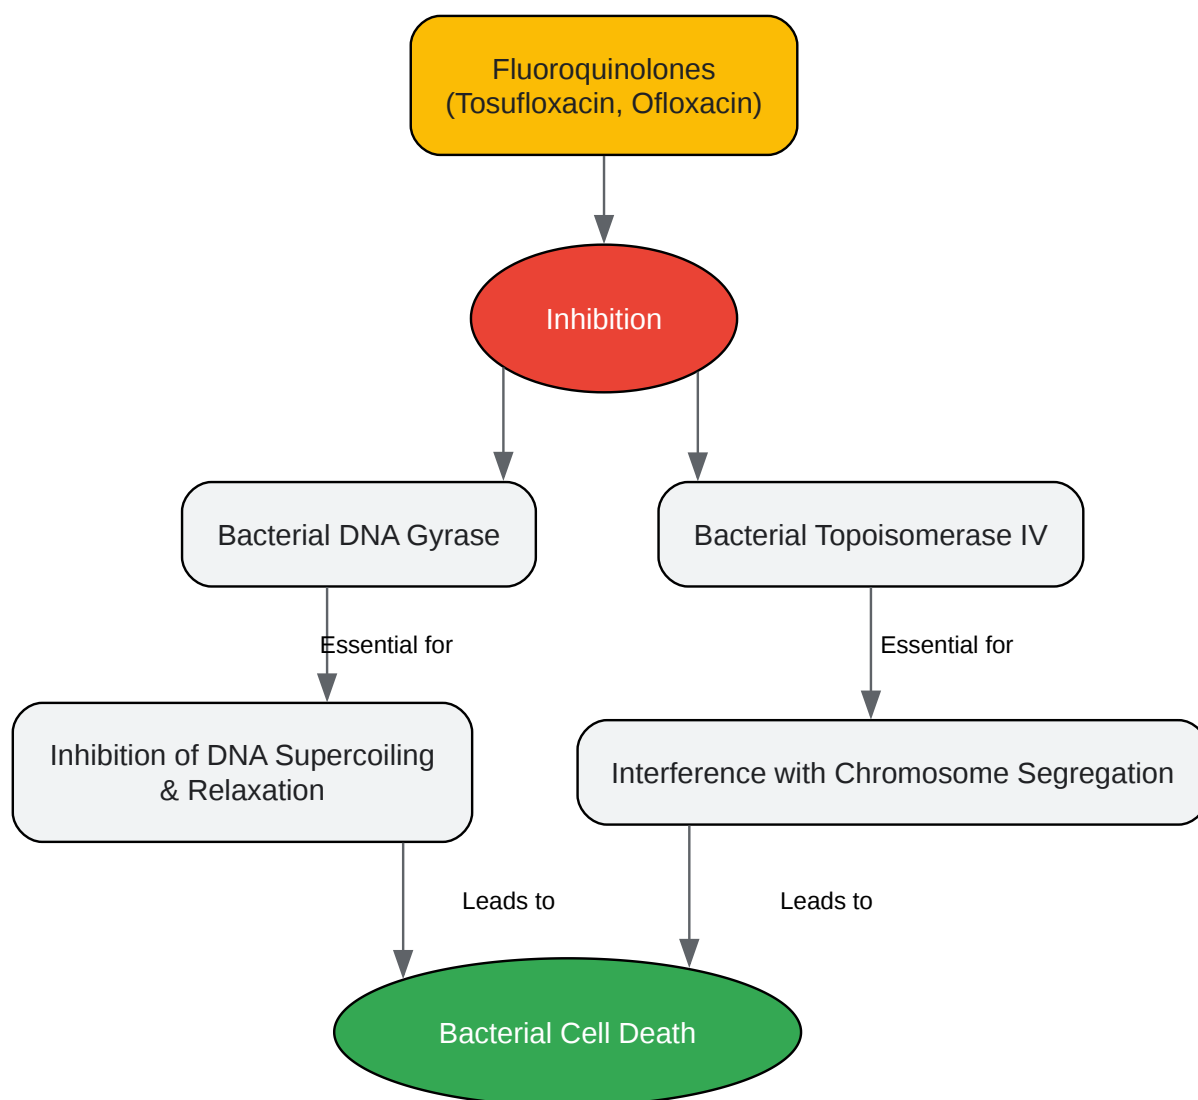 Fluoroquinolones
(Tosufloxacin, Ofloxacin)
Inhibition
Bacterial DNA Gyrase
Bacterial Topoisomerase IV
Essential for
Essential for
Inhibition of DNA Supercoiling
& Relaxation
Interference with Chromosome Segregation
Leads to
Leads to
Bacterial Cell Death